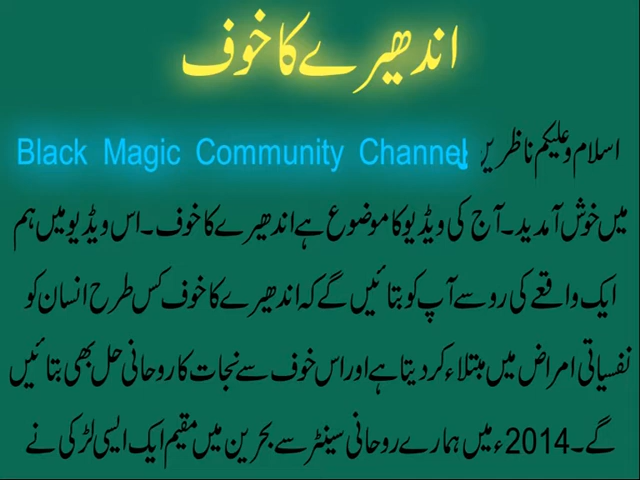 اندھیرے کا خوف
اسلام و علیکم ناظرین Black Magic Community Channel
میں خوش آمدید۔ آج کی ویڈیو کا موضوع ہے اندھیرے کا خوف۔ اس ویڈیو میں ہم
ایک واقعے کی رو سے آپ کو بتائیں گے کہ اندھیرے کا خوف کس طرح انسان کو
نفسیاتی امراض میں مبتلاء کر دیتا ہے اور اس خوف سے نجات کا روحانی حل بھی بتائیں
گے۔ 2014ء میں ہمارے روحانی سینٹر سے بحرین میں مقیم ایک ایسی لڑکی نے